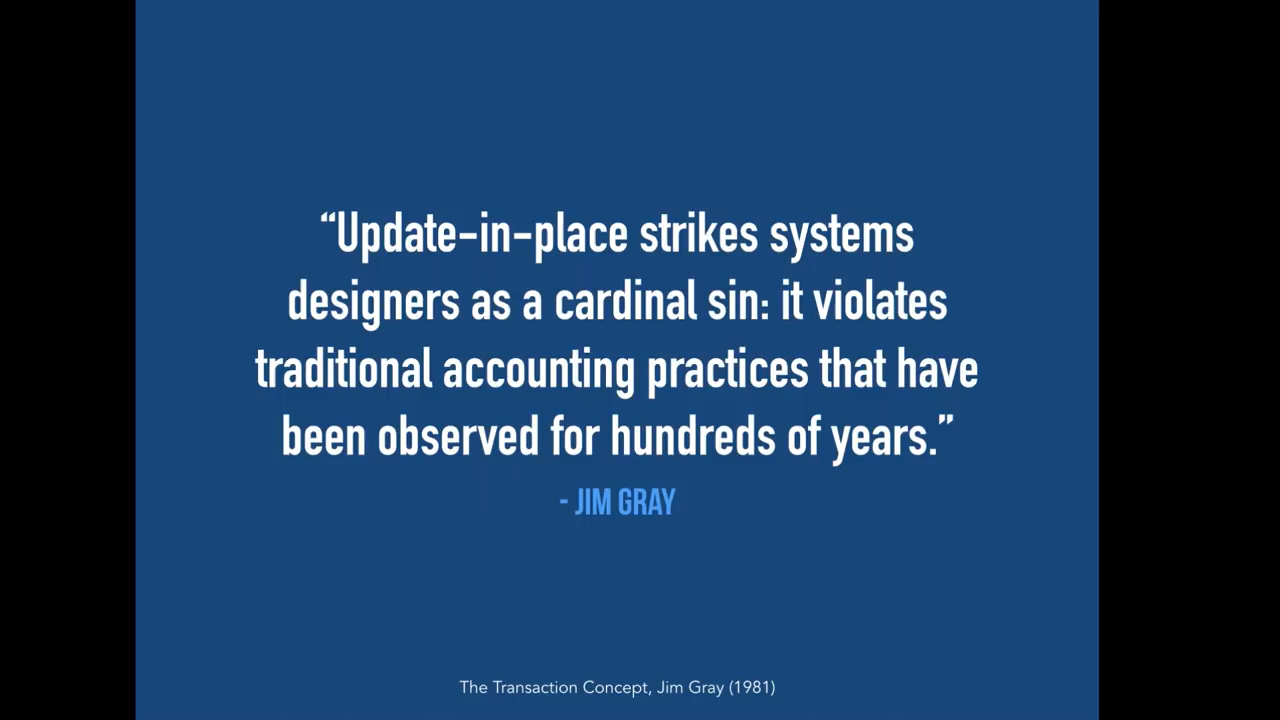 “Update-in-place strikes systems
designers as a cardinal sin: it violates
traditional accounting practices that have
been observed for hundreds of years.”
- JIM GRAY
The Transaction Concept, Jim Gray (1981)